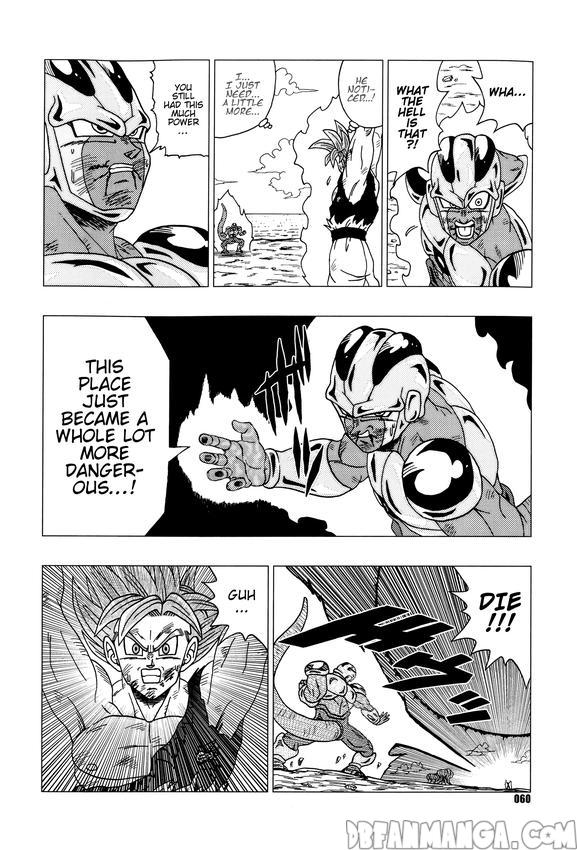 WHA...
WHAT
THE
HELL
IS
THAT
?!
HE
NOTI-
CED...!
I...
I JUST
NEED...
A LITTLE
MORE...
YOU
STILL
HAD THIS
MUCH
POWER
...
THIS
PLACE
JUST
BECAME A
WHOLE LOT
MORE
DANGER-
OUS...!
DIE
!!!
GUH
...
060
DBFANMANGA.COM